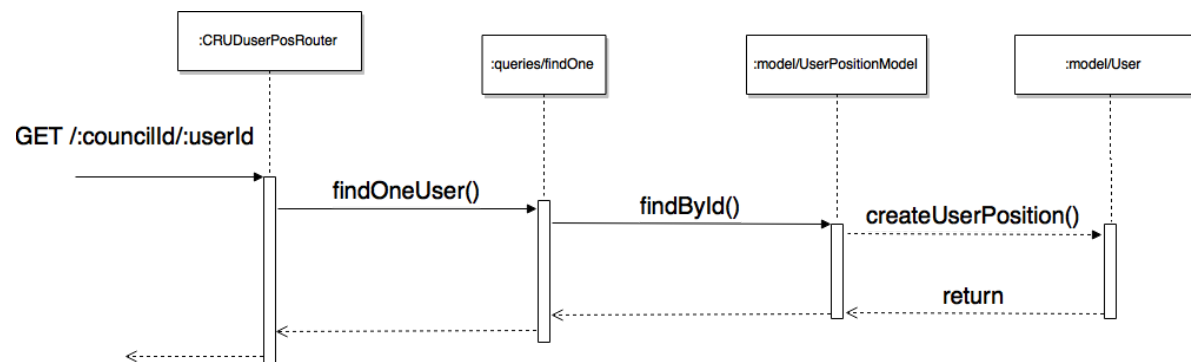 :CRUDuserPosRouter
:queries/findOne
:model/UserPositionModel
:model/User
GET /:councilId/:userId
findOneUser()
findById()
createUserPosition()
return